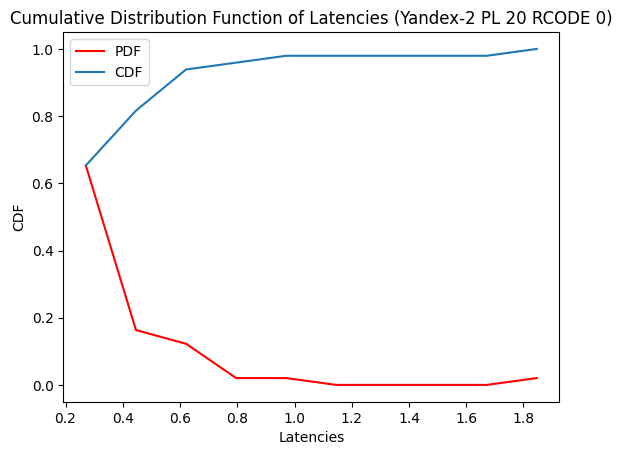 Cumulative Distribution Function of Latencies (Yandex-2 PL 20 RCODE 0)
PDF
CDF
CDF
1.0
0.8
0.6
0.4
0.2
0.0
0.2 0.4 0.6 0.8 1.0 1.2 1.4 1.6 1.8
Latencies